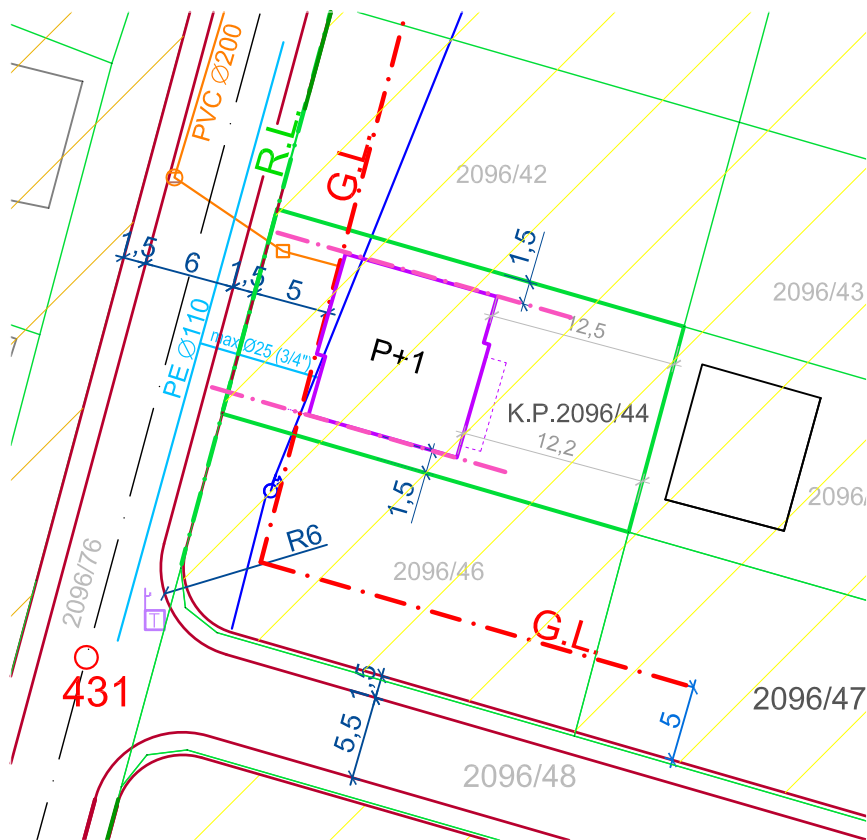 PVC Ø200
R.L.
G.L.
2096/42
1,5
6
1,5
5
1,5
2096/43
12,5
PE Ø110
max Ø25 (3/4")
P+1
K.P.2096/44
12,2
1,5
2096/
R6
2096/46
2096/76
T
G.L.
431
1,5
5,5
5
2096/47
2096/48